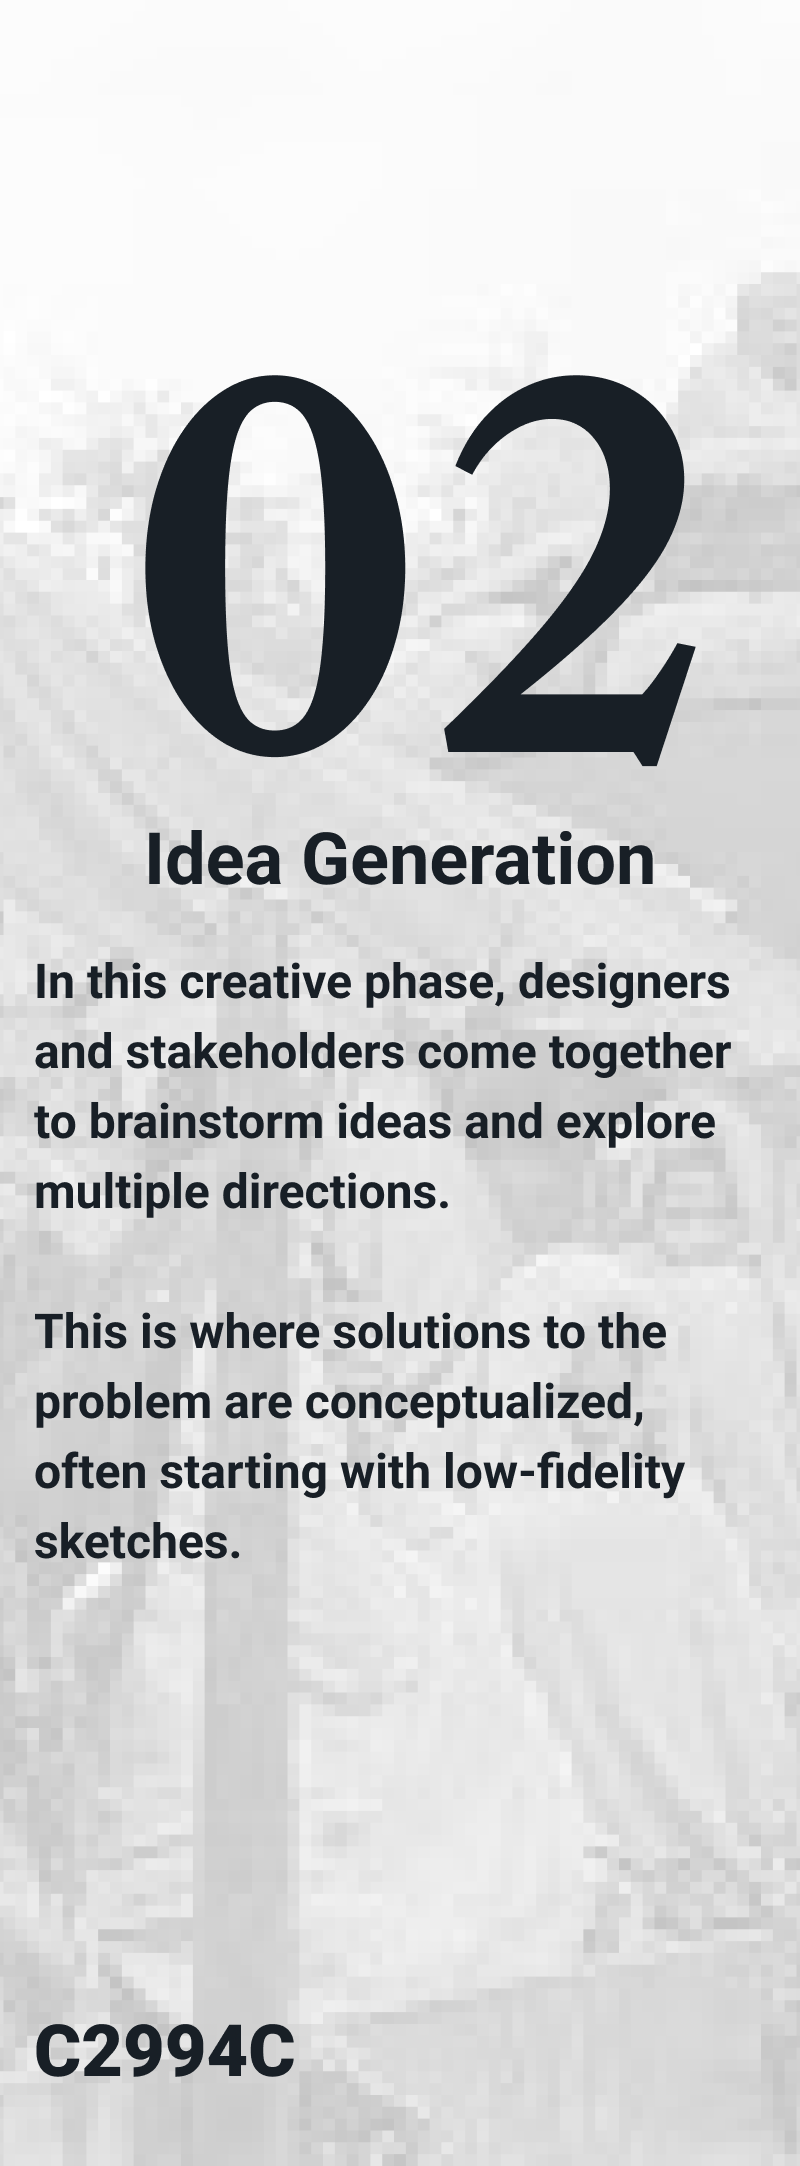 02
Idea Generation
In this creative phase, designers
and stakeholders come together
to brainstorm ideas and explore
multiple directions.
This is where solutions to the
problem are conceptualized,
often starting with low-fidelity
sketches.
C2994C